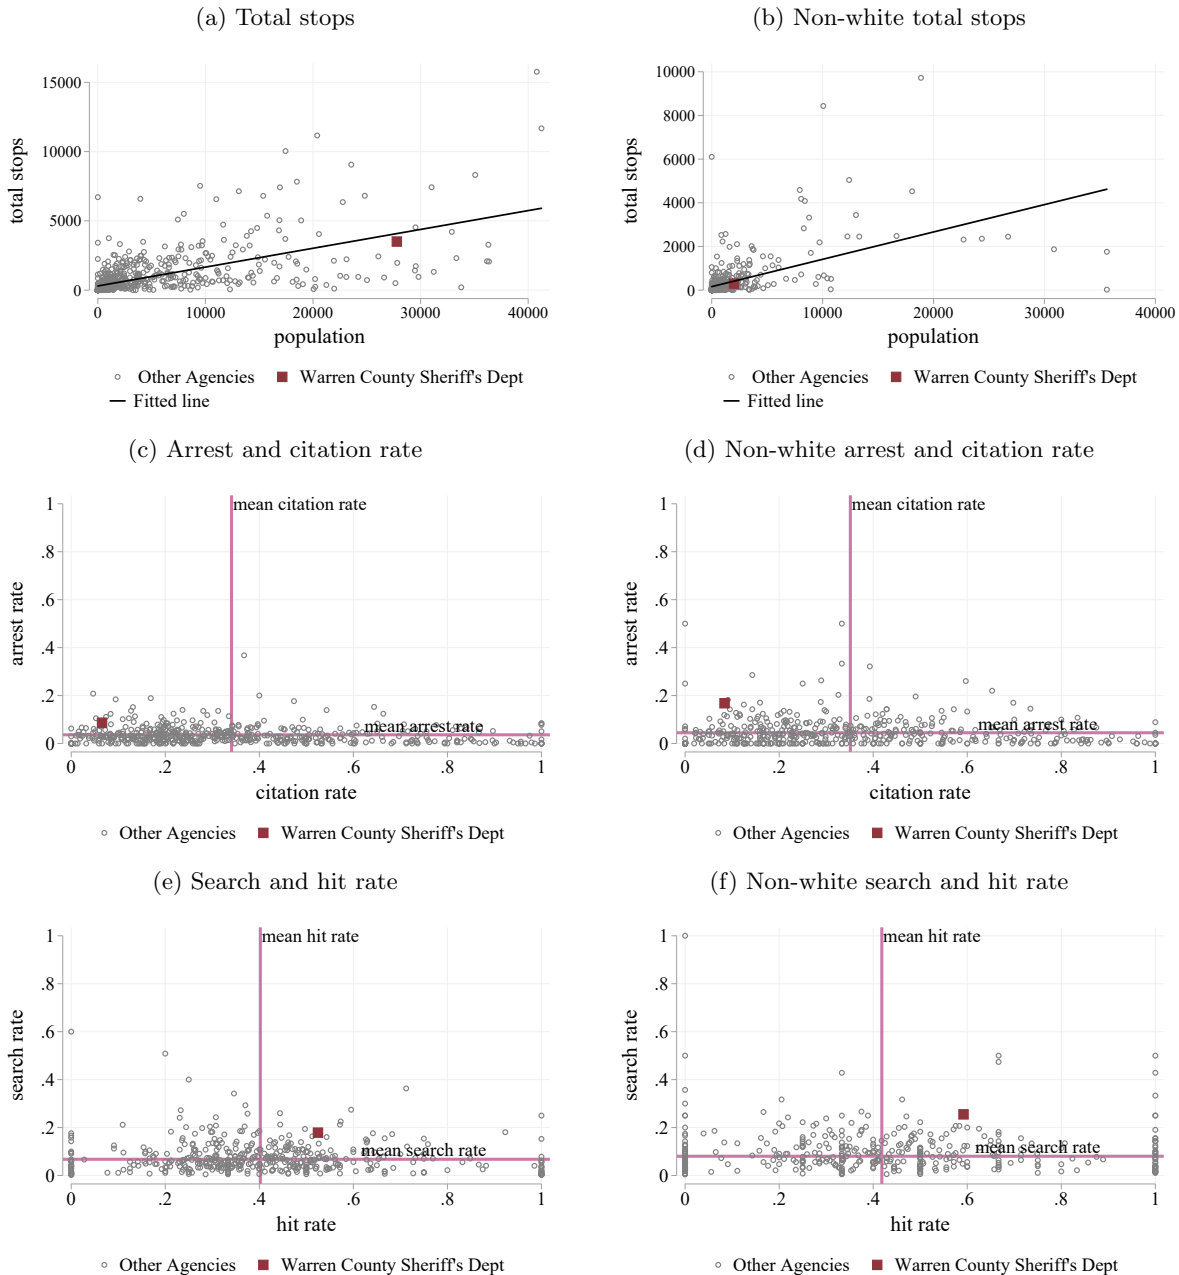 (a) Total stops
(b) Non-white total stops
15000
10000
5000
0
total stops
0 10000 20000 30000 40000
population
Other Agencies Warren County Sheriff's Dept
Fitted line
10000
8000
6000
4000
2000
0
total stops
0 10000 20000 30000 40000
population
Other Agencies Warren County Sheriff's Dept
Fitted line
(c) Arrest and citation rate
(d) Non-white arrest and citation rate
1
.8
.6
.4
.2
0
arrest rate
mean citation rate
mean arrest rate
0 .2 .4 .6 .8 1
citation rate
Other Agencies Warren County Sheriff's Dept
1
.8
.6
.4
.2
0
arrest rate
mean citation rate
mean arrest rate
0 .2 .4 .6 .8 1
citation rate
Other Agencies Warren County Sheriff's Dept
(e) Search and hit rate
(f) Non-white search and hit rate
1
.8
.6
.4
.2
0
search rate
mean hit rate
mean search rate
0 .2 .4 .6 .8 1
hit rate
Other Agencies Warren County Sheriff's Dept
1
.8
.6
.4
.2
0
search rate
mean hit rate
mean search rate
0 .2 .4 .6 .8 1
hit rate
Other Agencies Warren County Sheriff's Dept